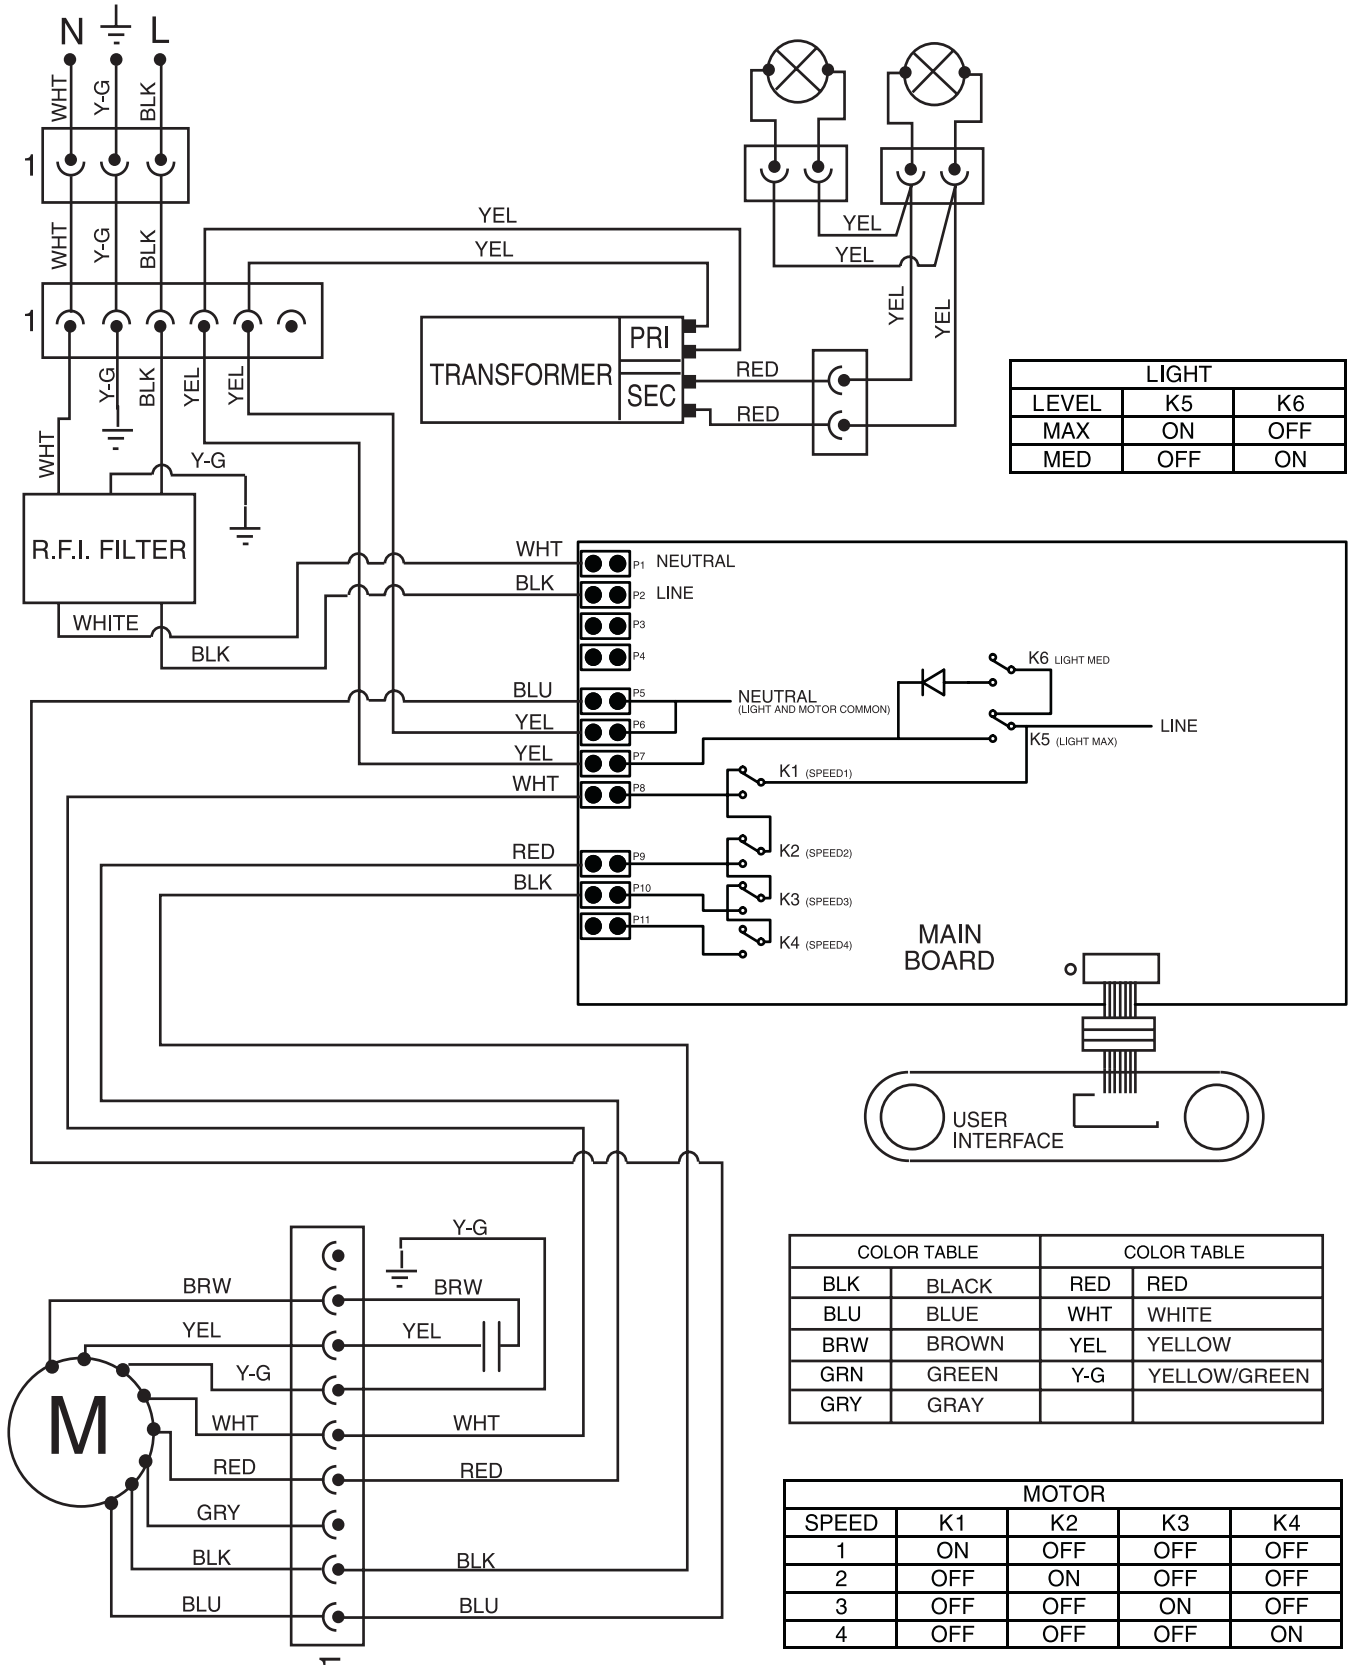 N L
WHT Y-G BLK
1
WHT Y-G BLK
YEL
YEL
1
WHT Y-G BLK YEL YEL
Y-G
R.F.I. FILTER
WHITE
BLK
TRANSFORMER PRI
SEC
RED
RED
YEL
YEL
YEL
YEL
LIGHT
LEVEL K5 K6
MAX ON OFF
MED OFF ON
WHT P1 NEUTRAL
BLK P2 LINE
P3
P4
BLU P5
YEL P6
YEL P7
WHT P8
RED P9
BLK P10
P11
NEUTRAL
(LIGHT AND MOTOR COMMON)
K6 LIGHT MED
K5 (LIGHT MAX)
LINE
K1 (SPEED1)
K2 (SPEED2)
K3 (SPEED3)
K4 (SPEED4)
MAIN
BOARD
USER
INTERFACE
Y-G
BRW BRW
YEL YEL
Y-G
WHT WHT
RED RED
GRY
BLK BLK
BLU BLU
M
1
COLOR TABLE COLOR TABLE
BLK BLACK RED RED
BLU BLUE WHT WHITE
BRW BROWN YEL YELLOW
GRN GREEN Y-G YELLOW/GREEN
GRY GRAY
MOTOR
SPEED K1 K2 K3 K4
1 ON OFF OFF OFF
2 OFF ON OFF OFF
3 OFF OFF ON OFF
4 OFF OFF OFF ON